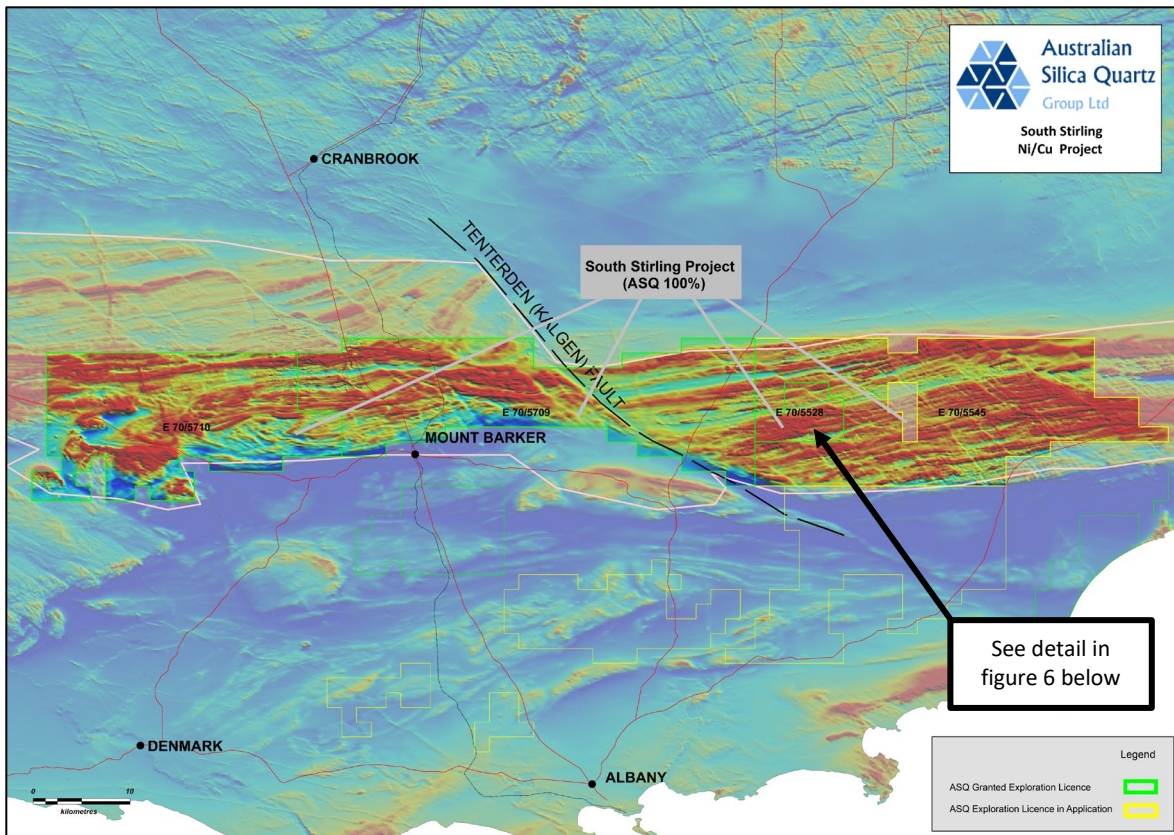 Australian
Silica Quartz
Group Ltd
South Stirling
Ni/Cu Project
CRANBROOK
TENTERDEN (KALGEN) FAULT
South Stirling Project
(ASQ 100%)
E 70/5710
E 70/5709
E 70/5528
E 70/5545
MOUNT BARKER
See detail in
figure 6 below
DENMARK
ALBANY
0 10
kilometres
Legend
ASQ Granted Exploration Licence
ASQ Exploration Licence in Application